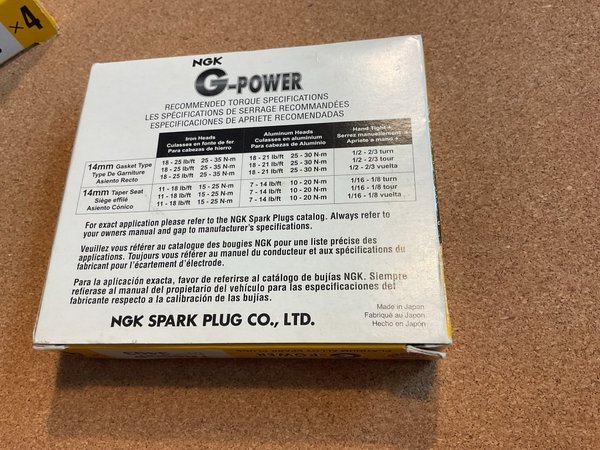 × 4
NGK
G-POWER
RECOMMENDED TORQUE SPECIFICATIONS
LES SPÉCIFICATIONS DE SERRAGE RECOMMANDÉES
ESPECIFICACIONES DE APRIETE RECOMENDADAS
Iron Heads Aluminum Heads Hand Tight +
Culasses en fonte de fer Culasses en aluminium Serrez manuellement +
Para cabezas de hierro Para cabezas de Aluminio Apriete a mano +
14mm Gasket Type 18 - 25 lb/ft 25 - 35 N-m 18 - 21 lb/ft 25 - 30 N-m 1/2 - 2/3 turn
Type De Garniture 18 - 25 lb/ft 25 - 35 N-m 18 - 21 lb/ft 25 - 30 N-m 1/2 - 2/3 tour
Asiento Recto 18 - 25 lb/ft 25 - 35 N-m 18 - 21 lb/ft 25 - 30 N-m 1/2 - 2/3 vuelta
14mm Taper Seat 11 - 18 lb/ft 15 - 25 N-m 7 - 14 lb/ft 10 - 20 N-m 1/16 - 1/8 turn
Siège effilé 11 - 18 lb/ft 15 - 25 N-m 7 - 14 lb/ft 10 - 20 N-m 1/16 - 1/8 tour
Asiento Cónico 11 - 18 lb/ft 15 - 25 N-m 7 - 14 lb/ft 10 - 20 N-m 1/16 - 1/8 vuelta
For exact application please refer to the NGK Spark Plugs catalog. Always refer to
your owners manual and gap to manufacturer's specifications.
Veuillez vous référer au catalogue des bougies NGK pour une liste précise des
applications. Toujours vous référer au manuel du conducteur et aux spécifications du
fabricant pour l'écartement d'électrode.
Para la aplicación exacta, favor de referirse al catálogo de bujías NGK. Siempre
refierase al manual del propietario del vehículo para las especificaciones del
fabricante respecto a la calibración de las bujías.
Made in Japan
Fabriqué au Japon
Hecho en Japón
NGK SPARK PLUG CO., LTD.
G-POWER